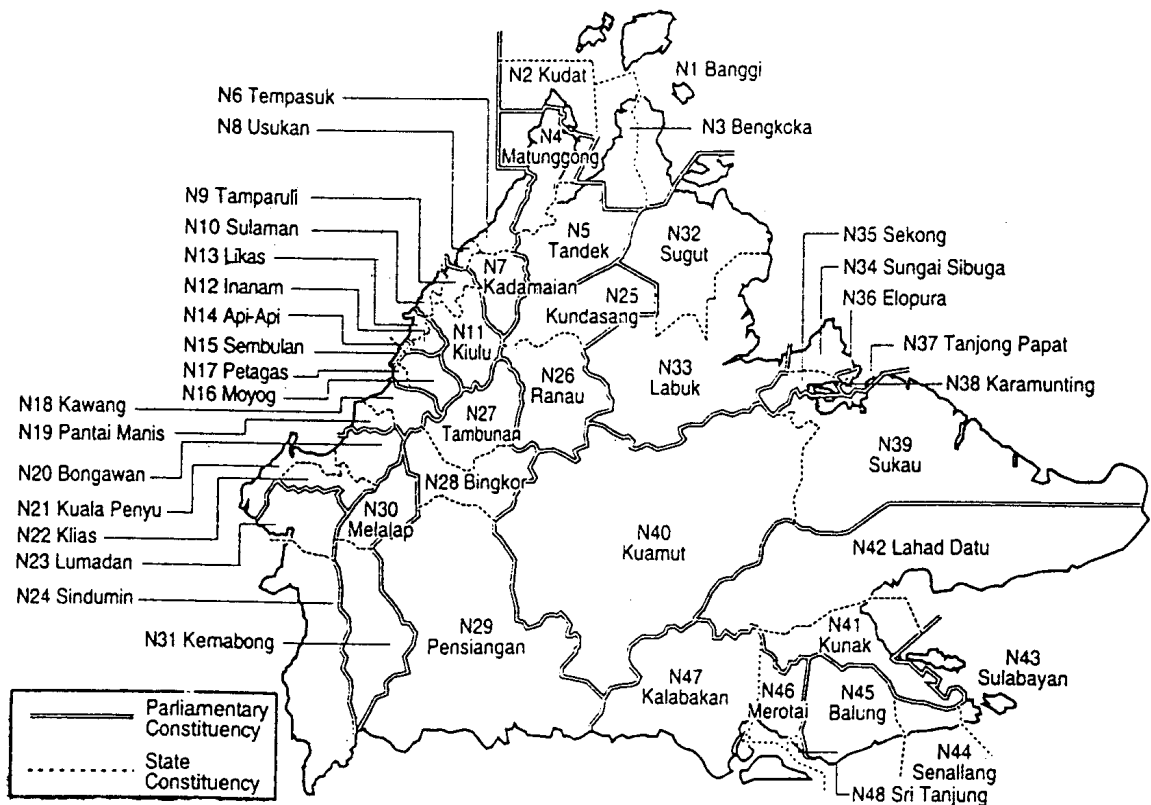 N1 Banggi
N2 Kudat
N6 Tempasuk
N8 Usukan
N3 Bengkoka
N4
Matunggong
N9 Tamparuli
N10 Sulaman
N13 Likas
N12 Inanam
N14 Api-Api
N15 Sembulan
N17 Petagas
N16 Moyog
N18 Kawang
N19 Pantai Manis
N20 Bongawan
N21 Kuala Penyu
N22 Klias
N23 Lumadan
N24 Sindumin
N31 Kemabong
N5
Tandek
N32
Sugut
N7
Kadamaian
N25
Kundasang
N11
Kiulu
N26
Ranau
N33
Labuk
N27
Tambunan
N28 Bingkor
N30
Melalap
N35 Sekong
N34 Sungai Sibuga
N36 Elopura
N37 Tanjong Papat
N38 Karamunting
N39
Sukau
N40
Kuamut
N42 Lahad Datu
N29
Pensiangan
N41
Kunak
N43
Sulabayan
N47
Kalabakan
N46
Merotai
N45
Balung
N44
Senallang
N48 Sri Tanjung
Parliamentary
Constituency
State
Constituency